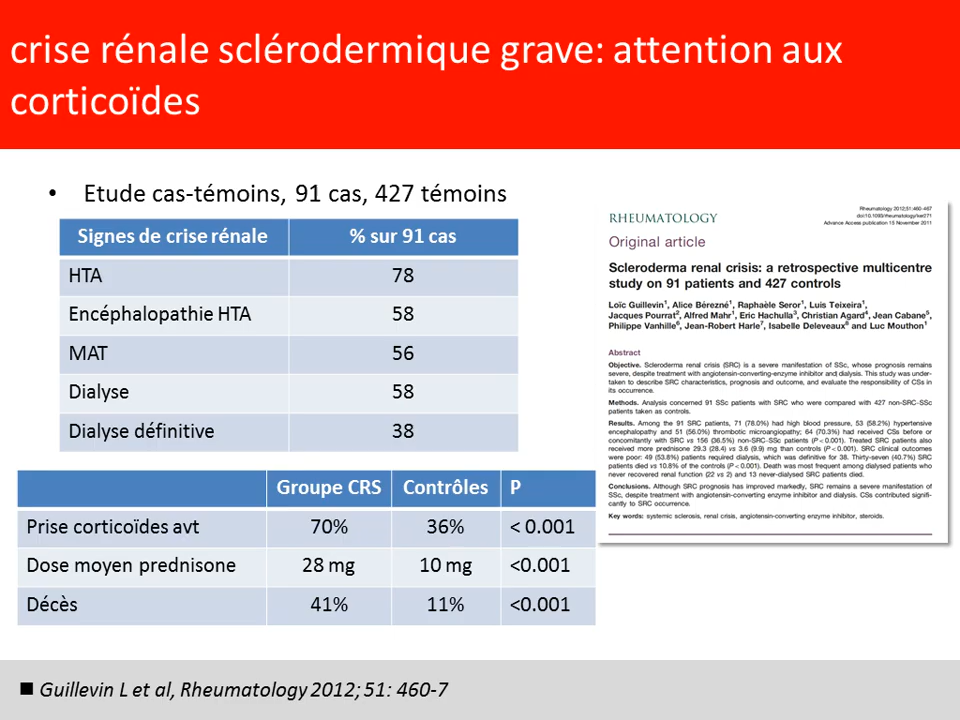 crise rénale sclérodermique grave: attention aux
corticoïdes
• Etude cas-témoins, 91 cas, 427 témoins
Signes de crise rénale % sur 91 cas
HTA 78
Encéphalopathie HTA 58
MAT 56
Dialyse 58
Dialyse définitive 38
Groupe CRS Contrôles P
Prise corticoïdes avt 70% 36% < 0.001
Dose moyen prednisone 28 mg 10 mg <0.001
Décès 41% 11% <0.001
Rheumatology 2012;51:460-467
doi:10.1093/rheumatology/ker271
Advance Access publication 15 November 2011
RHEUMATOLOGY
Original article
Scleroderma renal crisis: a retrospective multicentre
study on 91 patients and 427 controls
Loïc Guillevin1, Alice Bérezné1, Raphaèle Seror1, Luis Teixeira1,
Jacques Pourrat2, Alfred Mahr1, Eric Hachulla3, Christian Agard4, Jean Cabane5,
Philippe Vanhille6, Jean-Robert Harle7, Isabelle Deleveaux8 and Luc Mouthon1
Abstract
Objective. Scleroderma renal crisis (SRC) is a severe manifestation of SSc, whose prognosis remains
severe, despite treatment with angiotensin-converting-enzyme inhibitor and dialysis. This study was under-
taken to describe SRC characteristics, prognosis and outcome, and evaluate the responsibility of CSs in
its occurrence.
Methods. Analysis concerned 91 SSc patients with SRC who were compared with 427 non-SRC-SSc
patients taken as controls.
Results. Among the 91 SRC patients, 71 (78.0%) had high blood pressure, 53 (58.2%) hypertensive
encephalopathy and 51 (56.0%) thrombotic microangiopathy; 64 (70.3%) had received CSs before or
concomitantly with SRC vs 156 (36.5%) non-SRC-SSc patients (P < 0.001). Treated SRC patients also
received more prednisone 29.3 (28.4) vs 3.6 (9.9) mg than controls (P < 0.001). SRC clinical outcomes
were poor: 49 (53.8%) patients required dialysis, which was definitive for 38. Thirty-seven (40.7%) SRC
patients died vs 10.8% of the controls (P < 0.001). Death was most frequent among dialysed patients who
never recovered renal function (22 vs 2) and 13 never-dialysed SRC patients died.
Conclusions. Although SRC prognosis has improved markedly, SRC remains a severe manifestation of
SSc, despite treatment with angiotensin-converting enzyme inhibitor and dialysis. CSs contributed signifi-
cantly to SRC occurrence.
Key words: systemic sclerosis, renal crisis, angiotensin-converting enzyme inhibitor, steroids.
■ Guillevin L et al, Rheumatology 2012; 51: 460-7